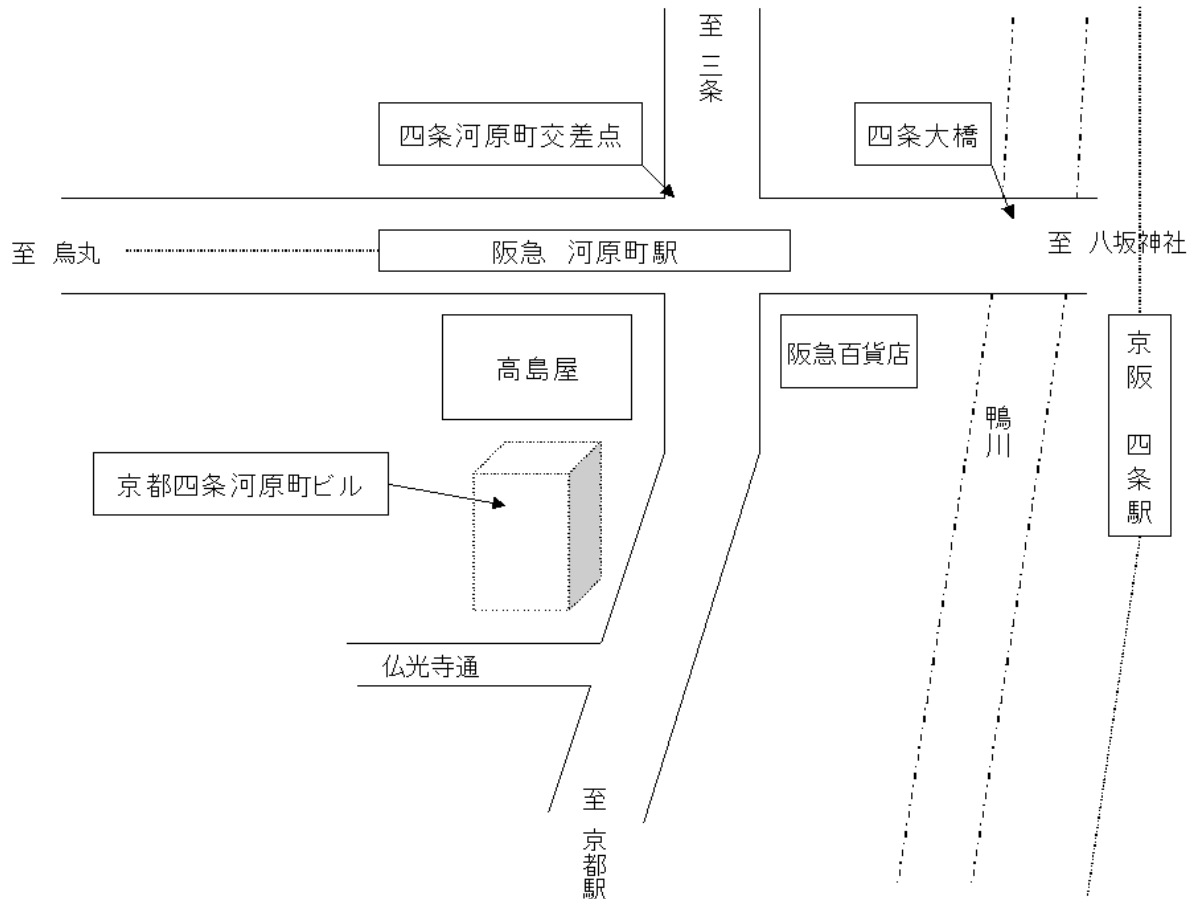 至 三条
四条河原町交差点
四条大橋
至 烏丸
阪急 河原町駅
至 八坂神社
高島屋
阪急百貨店
京阪 四条駅
鴨川
京都四条河原町ビル
仏光寺通
至 京都駅